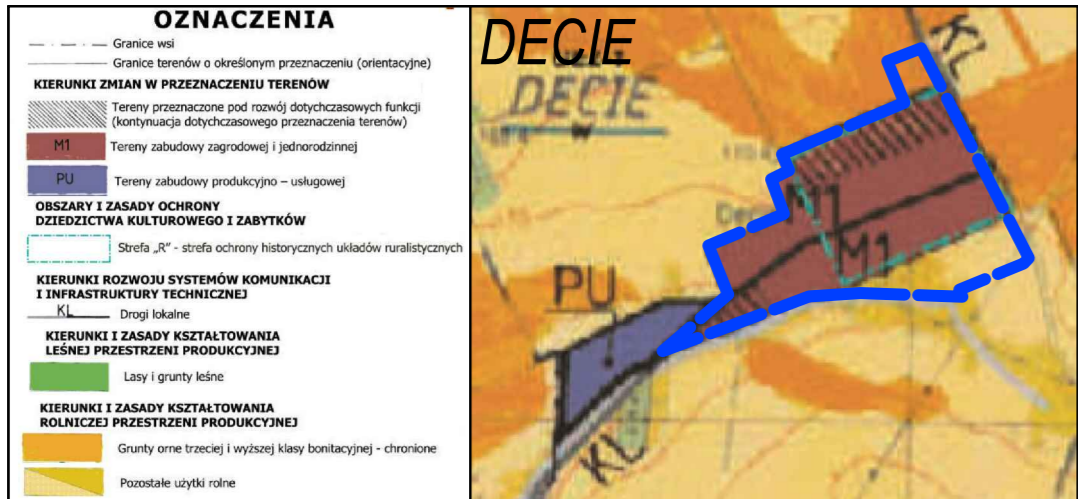 OZNACZENIA
Granice wsi
Granice terenów o określonym przeznaczeniu (orientacyjne)
KIERUNKI ZMIAN W PRZEZNACZENIU TERENÓW
Tereny przeznaczone pod rozwój dotychczasowych funkcji
(kontynuacja dotychczasowego przeznaczenia terenów)
M1
Tereny zabudowy zagrodowej i jednorodzinnej
PU
Tereny zabudowy produkcyjno – usługowej
OBSZARY I ZASADY OCHRONY
DZIEDZICTWA KULTUROWEGO I ZABYTKÓW
Strefa „R” - strefa ochrony historycznych układów ruralistycznych
KIERUNKI ROZWOJU SYSTEMÓW KOMUNIKACJI
I INFRASTRUKTURY TECHNICZNEJ
KL
Drogi lokalne
KIERUNKI I ZASADY KSZTAŁTOWANIA
LEŚNEJ PRZESTRZENI PRODUKCYJNEJ
Lasy i grunty leśne
KIERUNKI I ZASADY KSZTAŁTOWANIA
ROLNICZEJ PRZESTRZENI PRODUKCYJNEJ
Grunty orne trzeciej i wyższej klasy bonitacyjnej - chronione
Pozostałe użytki rolne
DECIE
DECIE
W
KL
M1
M1
PU
KL